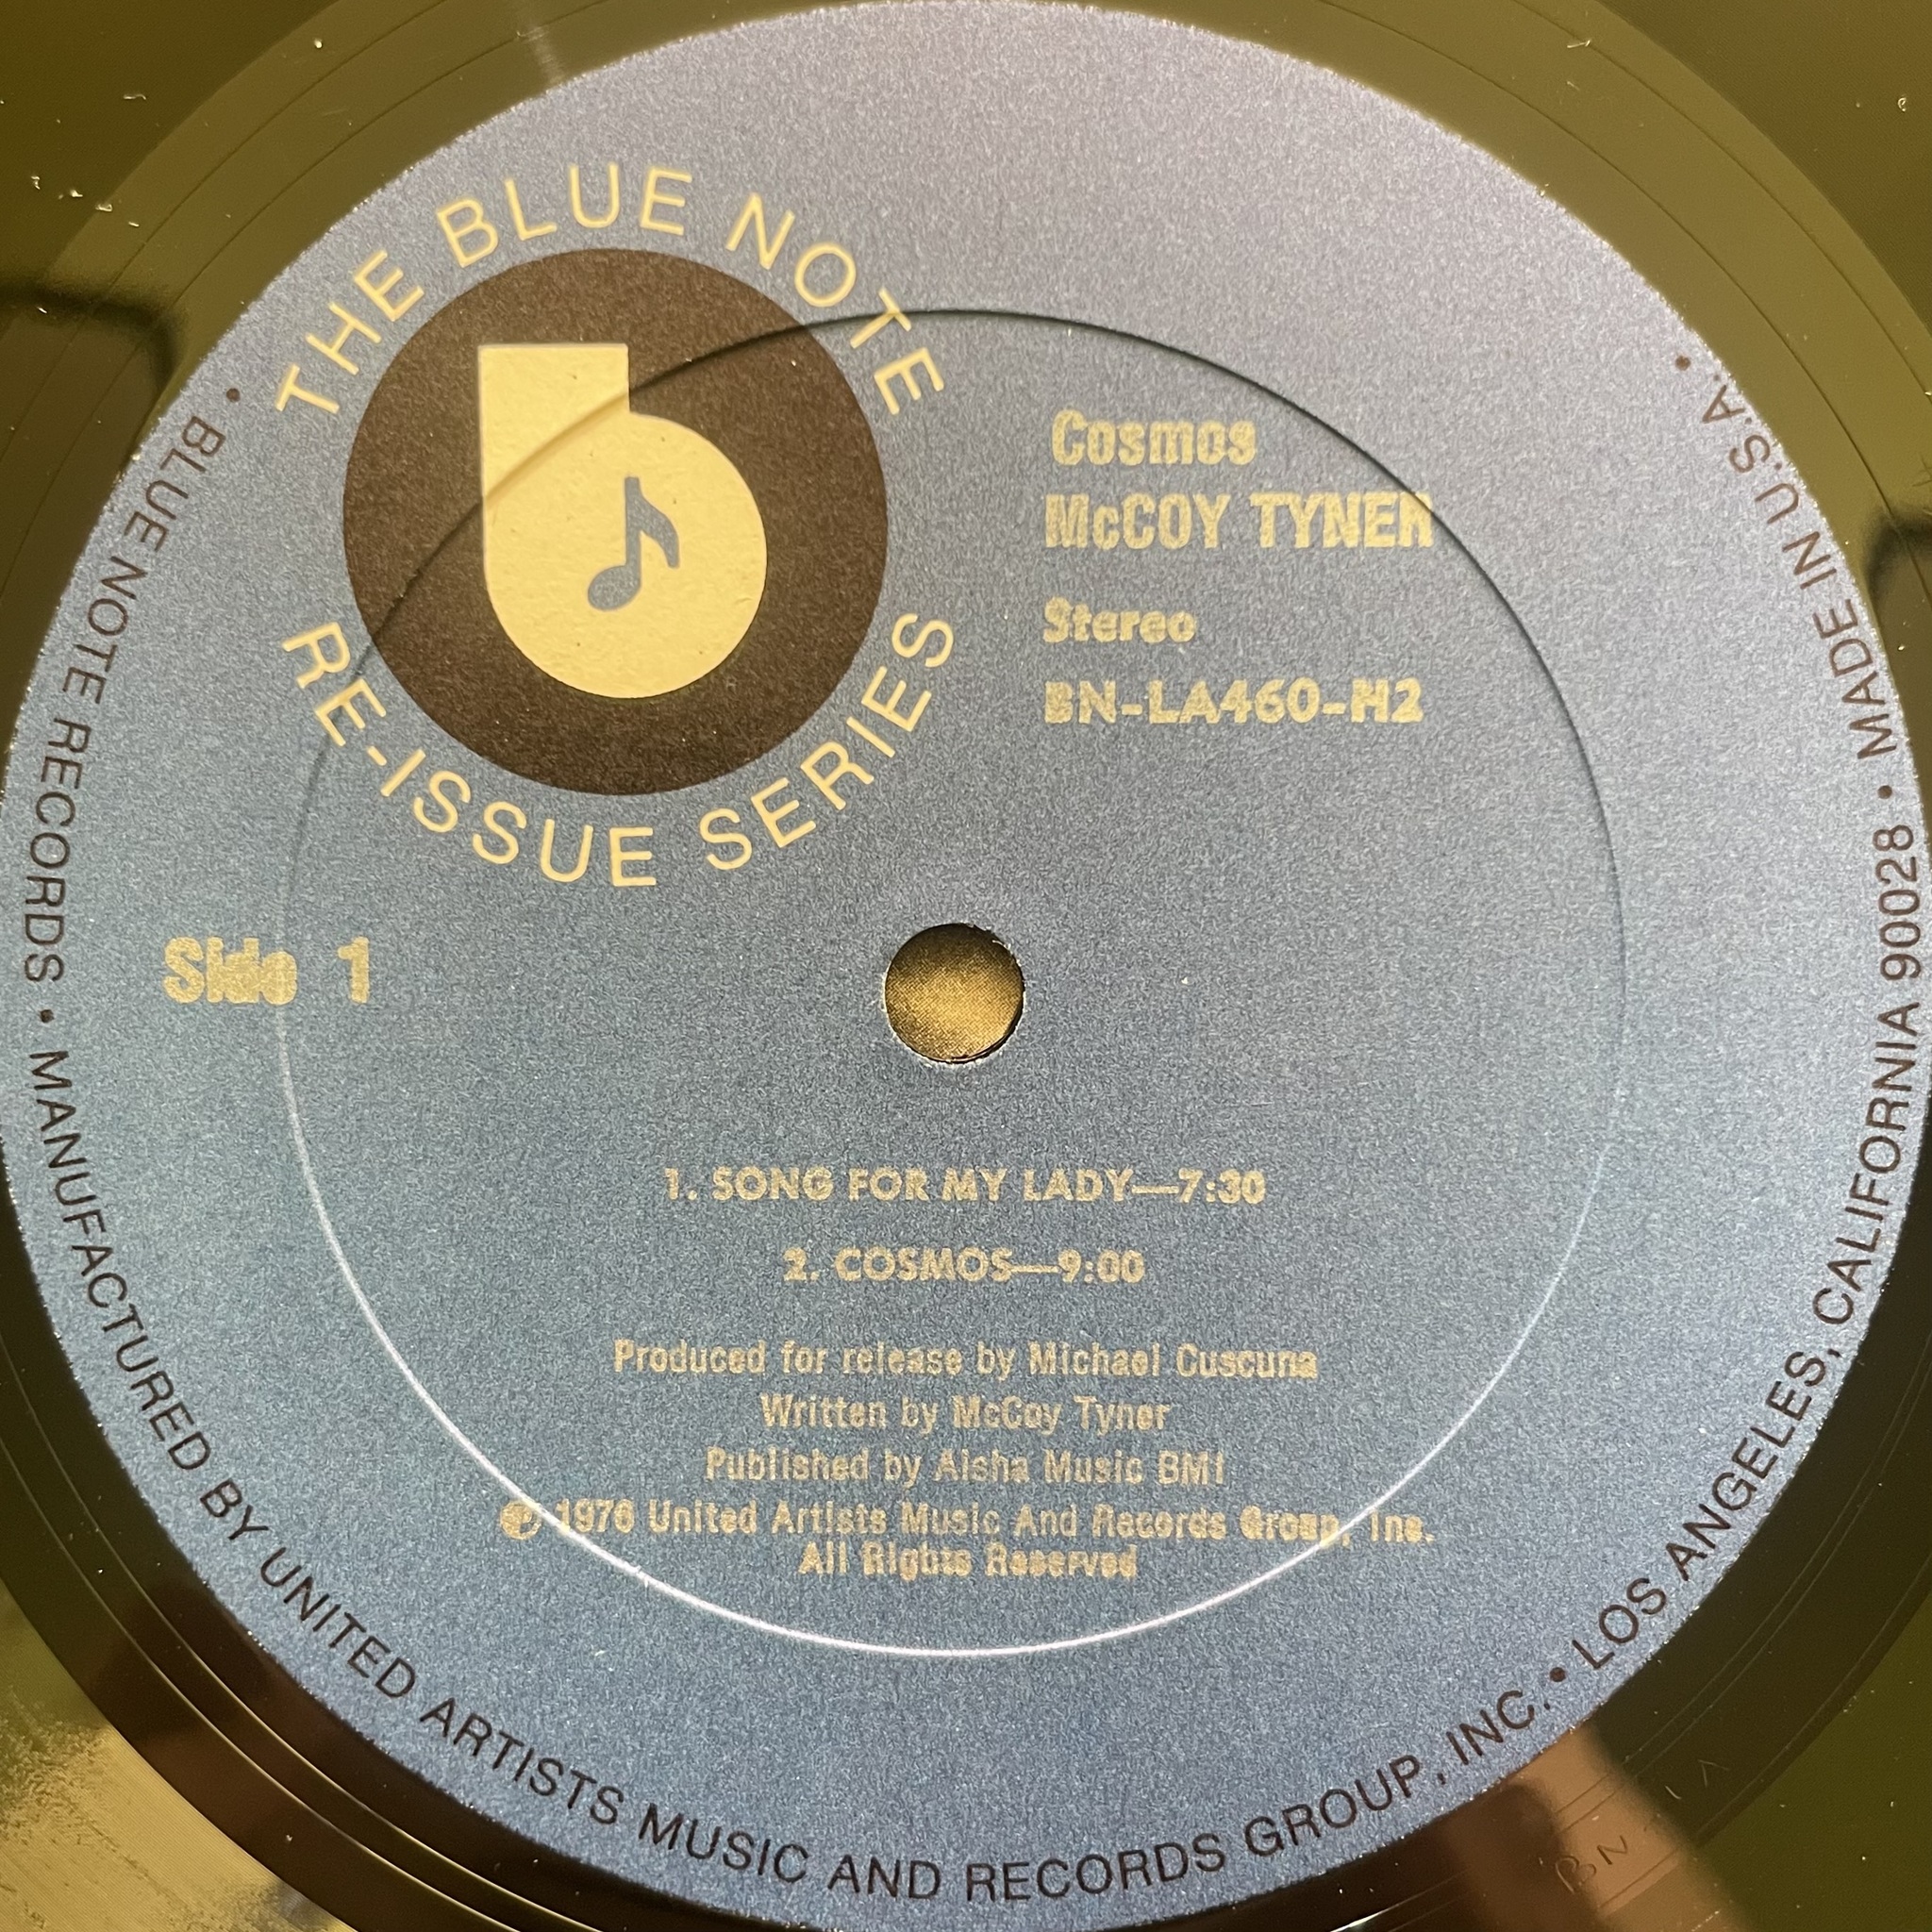 THE BLUE NOTE
RE-ISSUE SERIES
Cosmos
McCOY TYNER
Stereo
BN-LA460-H2
Side 1
1. SONG FOR MY LADY—7:30
2. COSMOS—9:00
Produced for release by Michael Cuscuna
Written by McCoy Tyner
Published by Aisha Music BMI
℗ 1976 United Artists Music And Records Group, Inc.
All Rights Reserved
• BLUE NOTE RECORDS • MANUFACTURED BY UNITED ARTISTS MUSIC AND RECORDS GROUP, INC. • LOS ANGELES, CALIFORNIA 90028 • MADE IN U.S.A. •